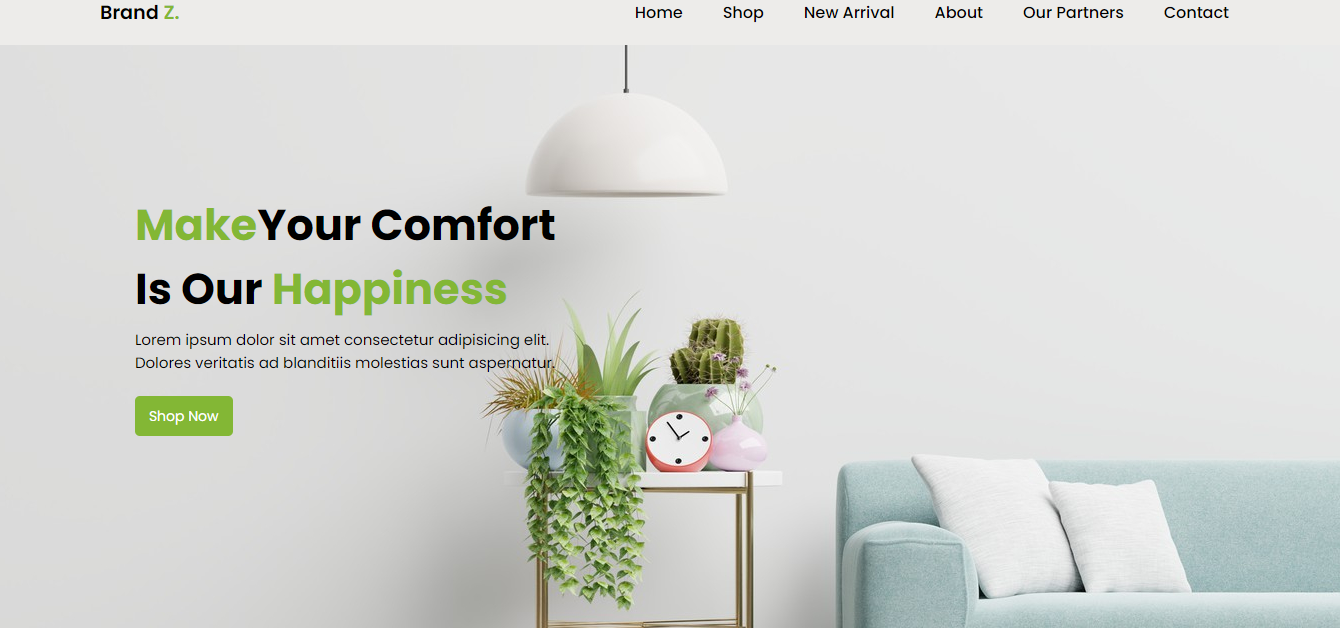 Brand Z.
Home Shop New Arrival About Our Partners Contact
MakeYour Comfort
Is Our Happiness
Lorem ipsum dolor sit amet consectetur adipisicing elit.
Dolores veritatis ad blanditiis molestias sunt aspernatur.
Shop Now